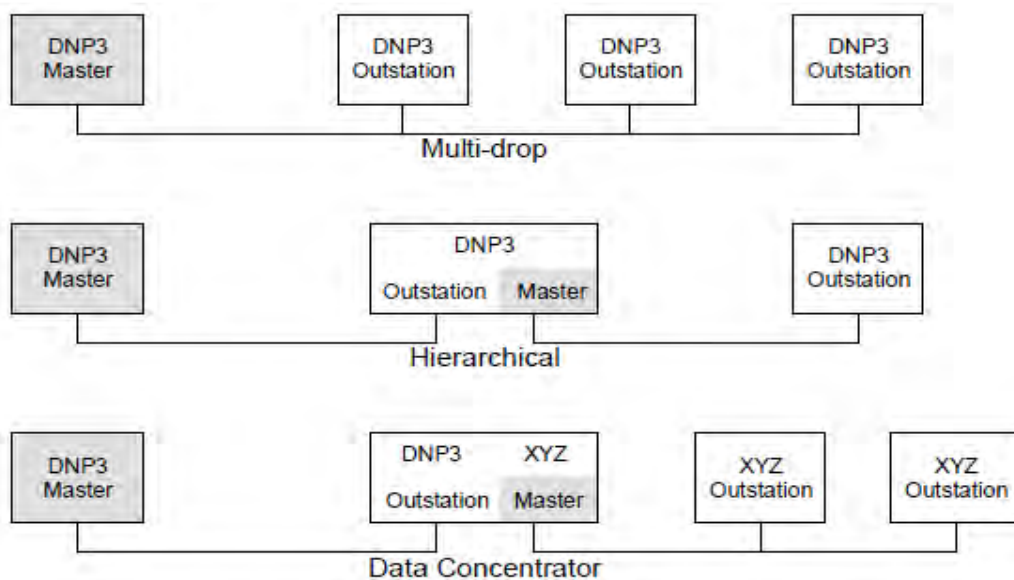 DNP3 Master
DNP3 Outstation
DNP3 Outstation
DNP3 Outstation
Multi-drop
DNP3 Master
DNP3
Outstation Master
DNP3 Outstation
Hierarchical
DNP3 Master
DNP3 XYZ
Outstation Master
XYZ Outstation
XYZ Outstation
Data Concentrator